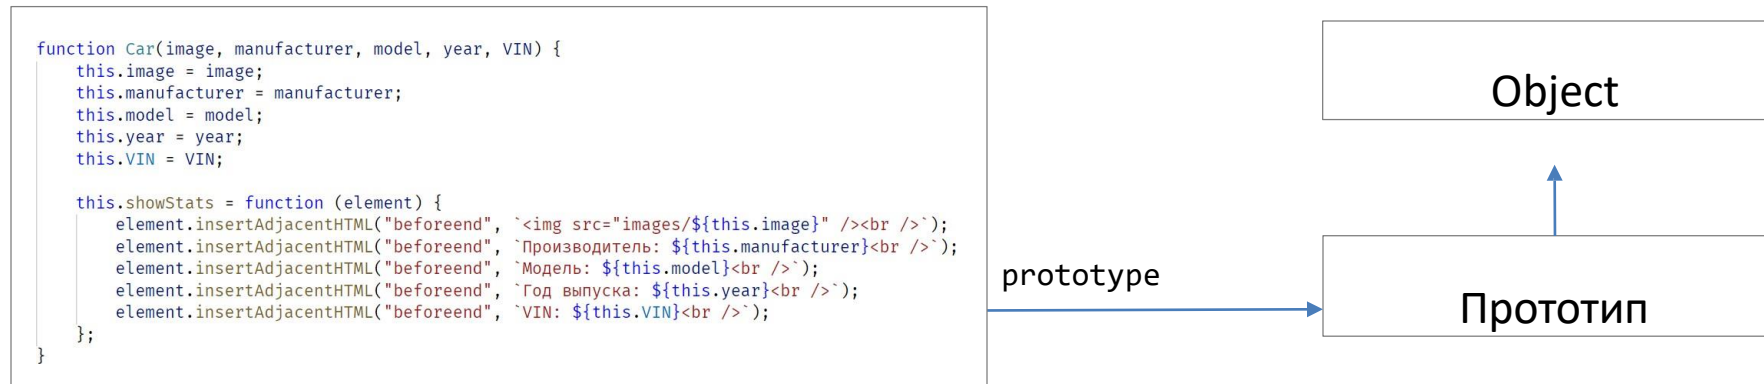 function Car(image, manufacturer, model, year, VIN) {
    this.image = image;
    this.manufacturer = manufacturer;
    this.model = model;
    this.year = year;
    this.VIN = VIN;

    this.showStats = function (element) {
        element.insertAdjacentHTML("beforeend", `<img src="images/${this.image}" /><br />`);
        element.insertAdjacentHTML("beforeend", `Производитель: ${this.manufacturer}<br />`);
        element.insertAdjacentHTML("beforeend", `Модель: ${this.model}<br />`);
        element.insertAdjacentHTML("beforeend", `Год выпуска: ${this.year}<br />`);
        element.insertAdjacentHTML("beforeend", `VIN: ${this.VIN}<br />`);
    };
}
prototype
Object
Прототип